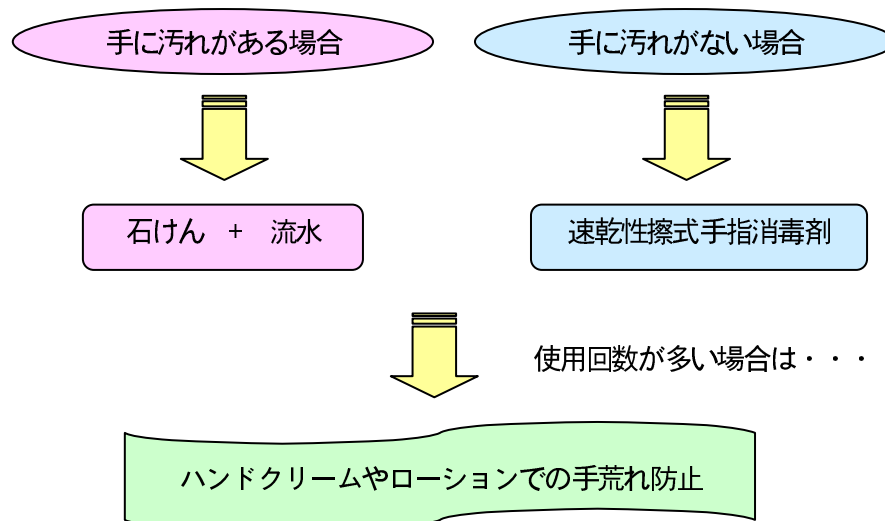 手に汚れがある場合
手に汚れがない場合
石けん + 流水
速乾性擦式手指消毒剤
使用回数が多い場合は・・・
ハンドクリームやローションでの手荒れ防止